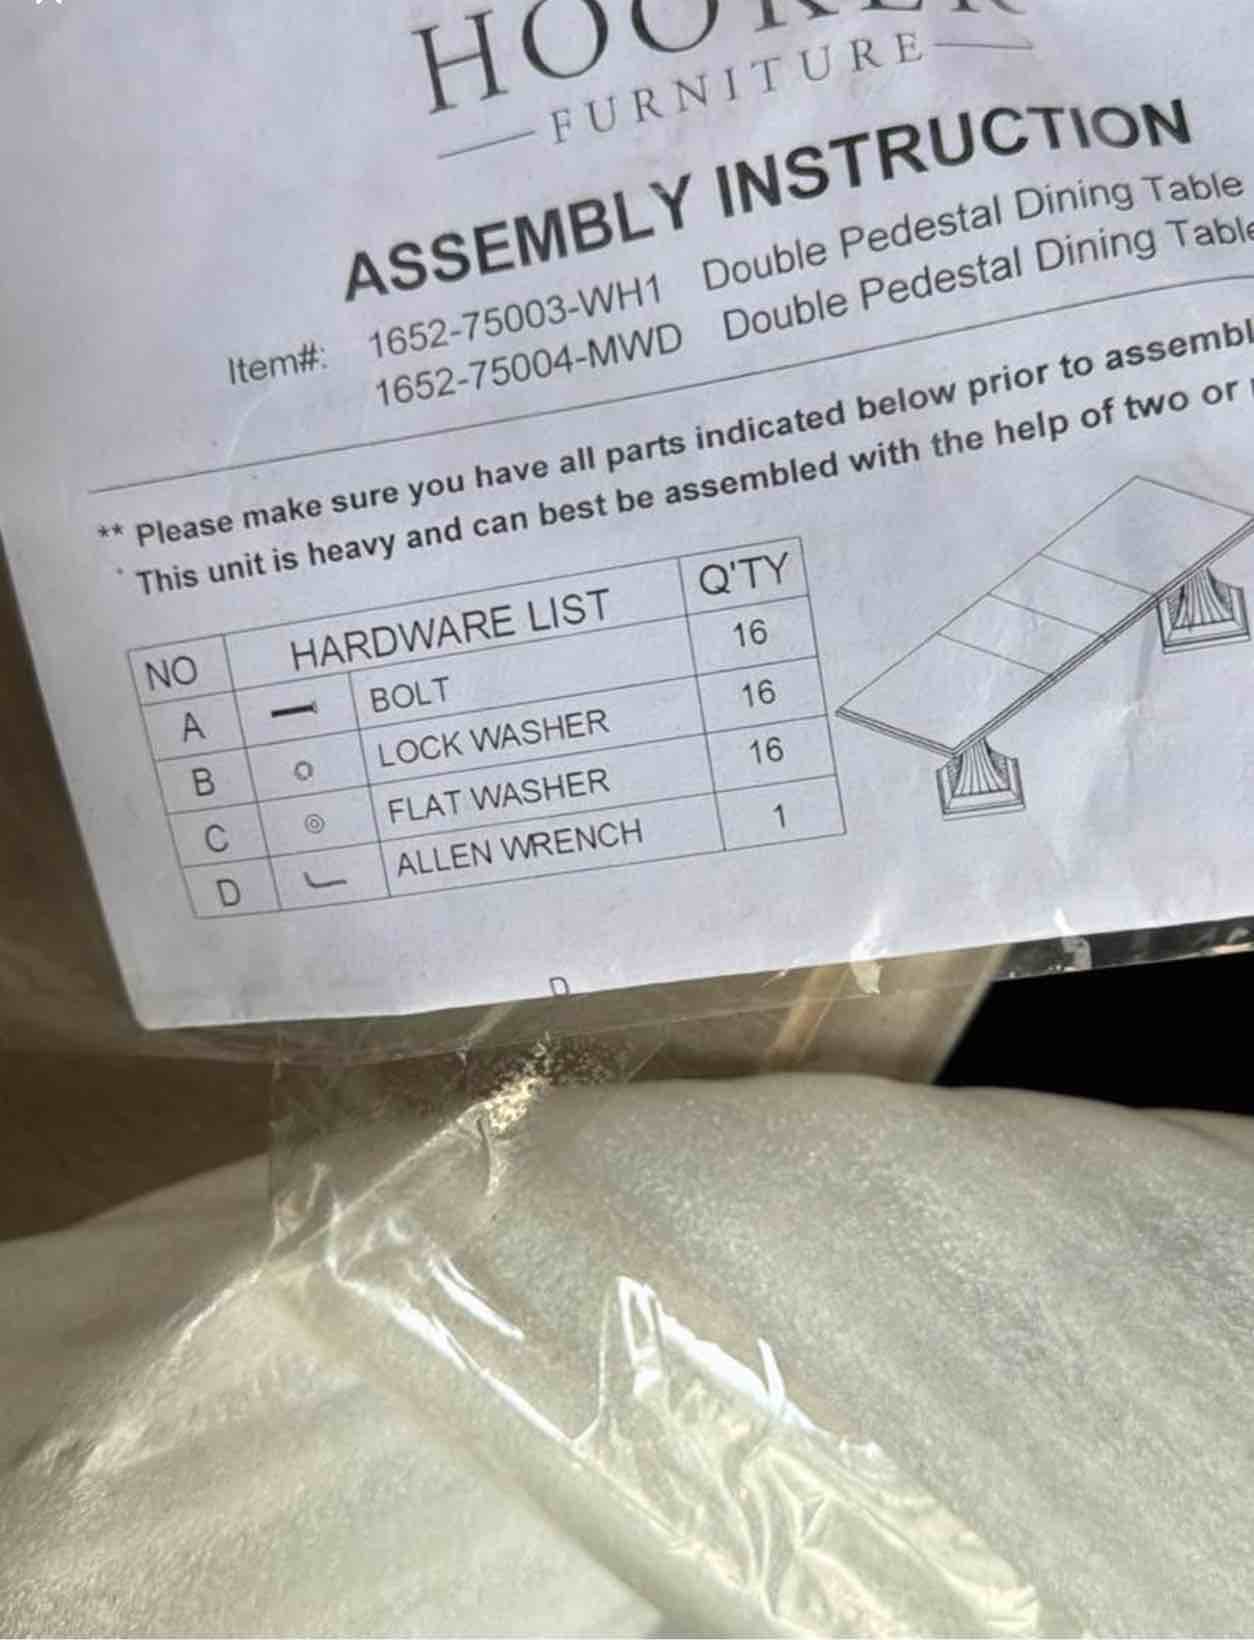 HOOKER
FURNITURE
ASSEMBLY INSTRUCTION
Item#: 1652-75003-WH1 Double Pedestal Dining Table
1652-75004-MWD Double Pedestal Dining Table
** Please make sure you have all parts indicated below prior to assembl
This unit is heavy and can best be assembled with the help of two or
NO HARDWARE LIST Q'TY
A BOLT 16
B LOCK WASHER 16
C FLAT WASHER 16
D ALLEN WRENCH 1
D